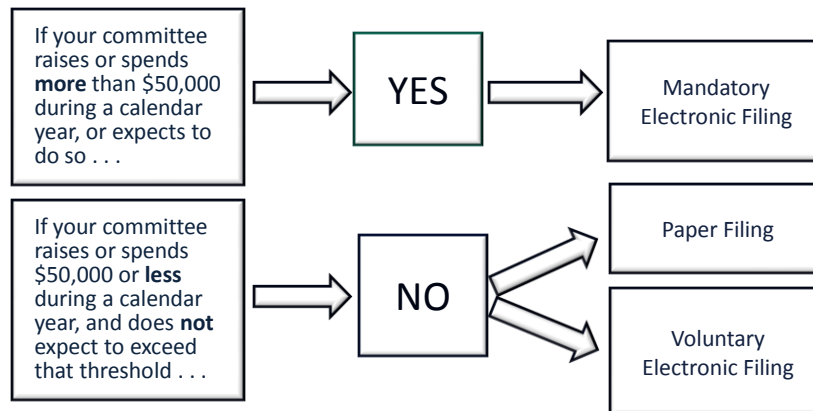 If your committee
raises or spends
more than $50,000
during a calendar
year, or expects to
do so . . .
YES
Mandatory
Electronic Filing
If your committee
raises or spends
$50,000 or less
during a calendar
year, and does not
expect to exceed
that threshold . . .
NO
Paper Filing
Voluntary
Electronic Filing